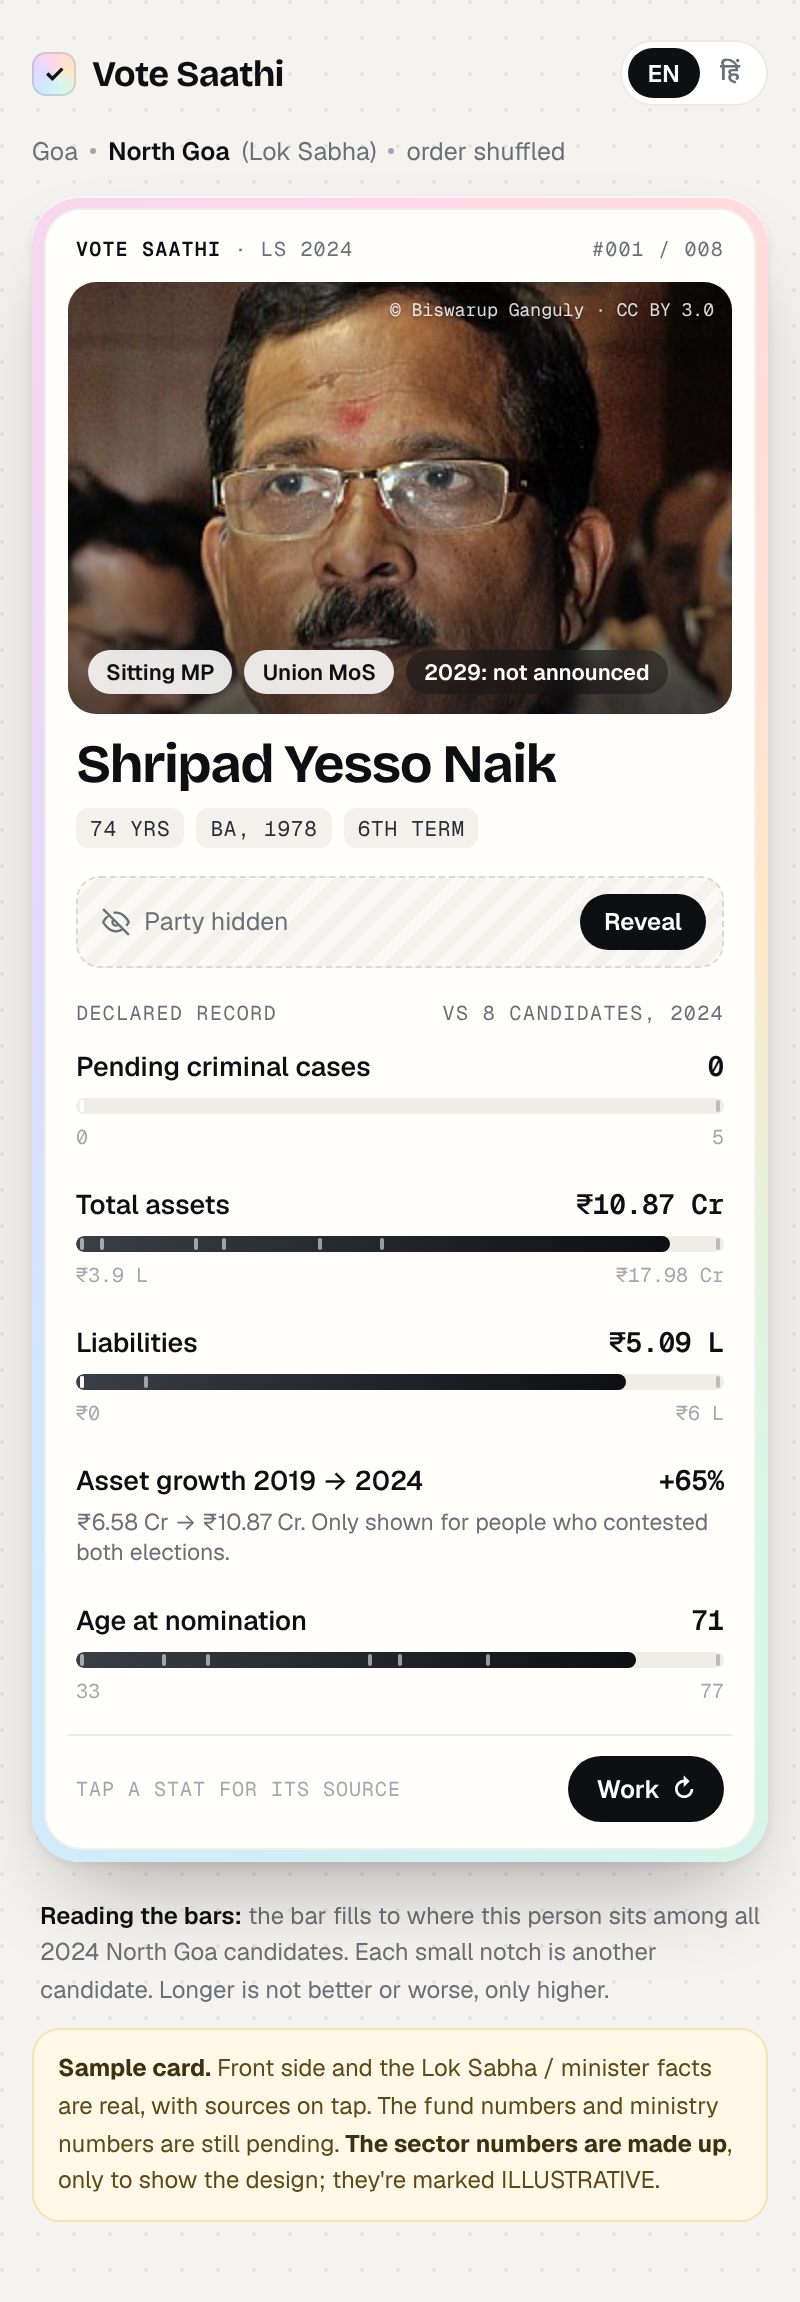 Vote Saathi
EN हिं
Goa • North Goa (Lok Sabha) • order shuffled
VOTE SAATHI · LS 2024 #001 / 008
© Biswarup Ganguly · CC BY 3.0
Sitting MP Union MoS 2029: not announced
Shripad Yesso Naik
74 YRS BA, 1978 6TH TERM
Party hidden Reveal
DECLARED RECORD VS 8 CANDIDATES, 2024
Pending criminal cases 0
0 5
Total assets ₹10.87 Cr
₹3.9 L ₹17.98 Cr
Liabilities ₹5.09 L
₹0 ₹6 L
Asset growth 2019 → 2024 +65%
₹6.58 Cr → ₹10.87 Cr. Only shown for people who contested
both elections.
Age at nomination 71
33 77
TAP A STAT FOR ITS SOURCE Work ↻
Reading the bars: the bar fills to where this person sits among all
2024 North Goa candidates. Each small notch is another
candidate. Longer is not better or worse, only higher.
Sample card. Front side and the Lok Sabha / minister facts
are real, with sources on tap. The fund numbers and ministry
numbers are still pending. The sector numbers are made up,
only to show the design; they're marked ILLUSTRATIVE.